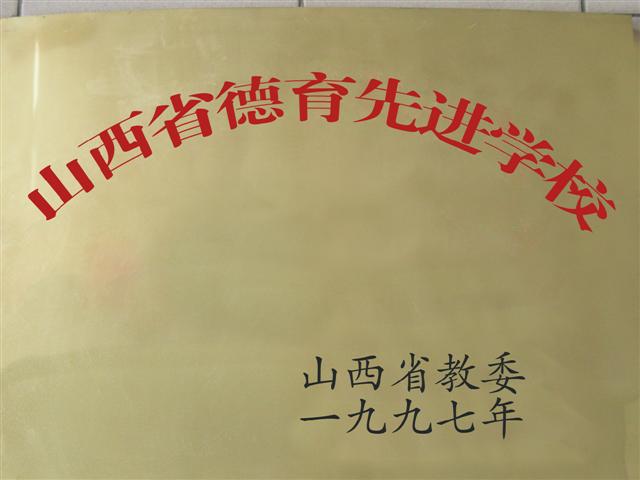 山西省德育先进学校
山西省教委
一九九七年